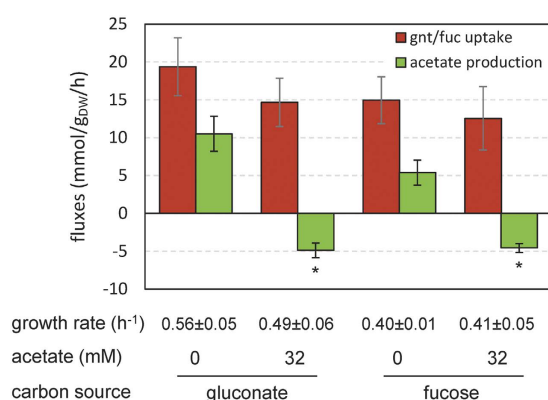 25
20
15
10
5
0
-5
-10
fluxes (mmol/gDW/h)
gnt/fuc uptake
acetate production
*
*
growth rate (h-1) 0.56±0.05 0.49±0.06 0.40±0.01 0.41±0.05
acetate (mM) 0 32 0 32
carbon source gluconate fucose